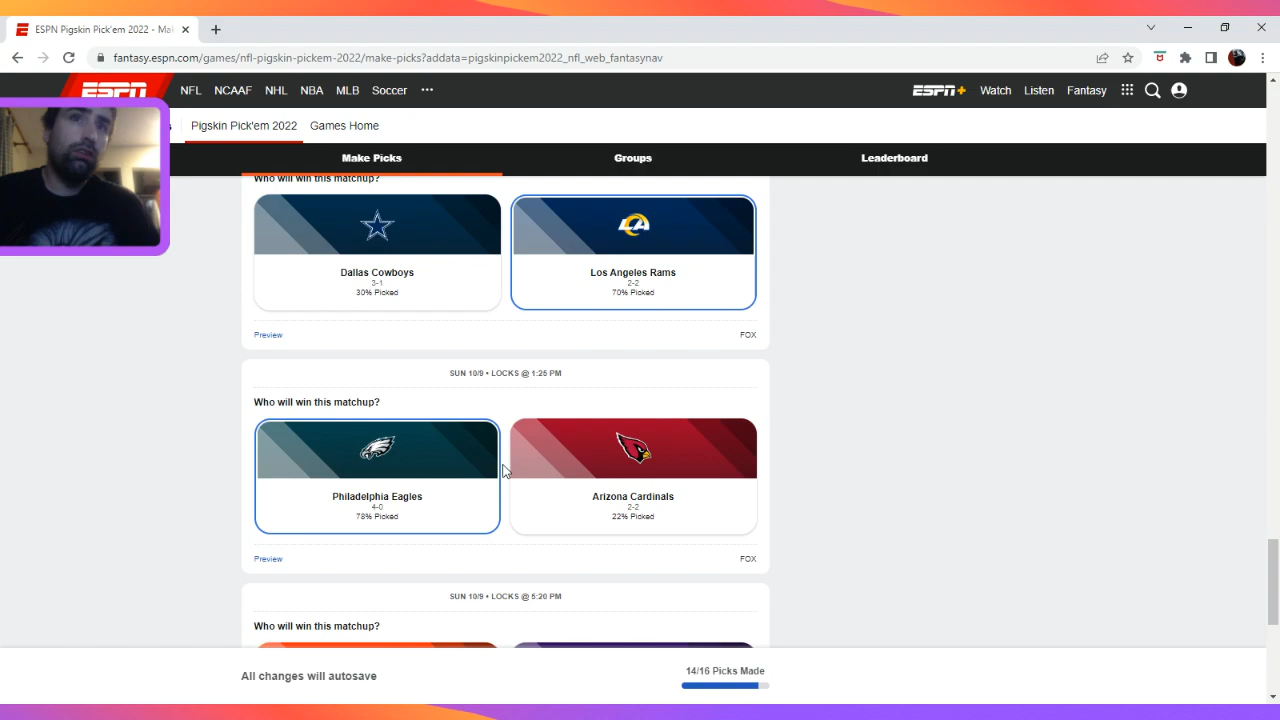 ESPN Pigskin Pick'em 2022 - Mal
fantasy.espn.com/games/nfl-pigskin-pickem-2022/make-picks?addata=pigskinpickem2022_nfl_web_fantasynav
ESPN NFL NCAAF NHL NBA MLB Soccer ••• ESPN+ Watch Listen Fantasy
s Pigskin Pick'em 2022 Games Home
Make Picks Groups Leaderboard
Who will win this matchup?
LA
Dallas Cowboys Los Angeles Rams
3-1 2-2
30% Picked 70% Picked
Preview FOX
SUN 10/9 • LOCKS @ 1:25 PM
Who will win this matchup?
Philadelphia Eagles Arizona Cardinals
4-0 2-2
78% Picked 22% Picked
Preview FOX
SUN 10/9 • LOCKS @ 5:20 PM
Who will win this matchup?
All changes will autosave 14/16 Picks Made